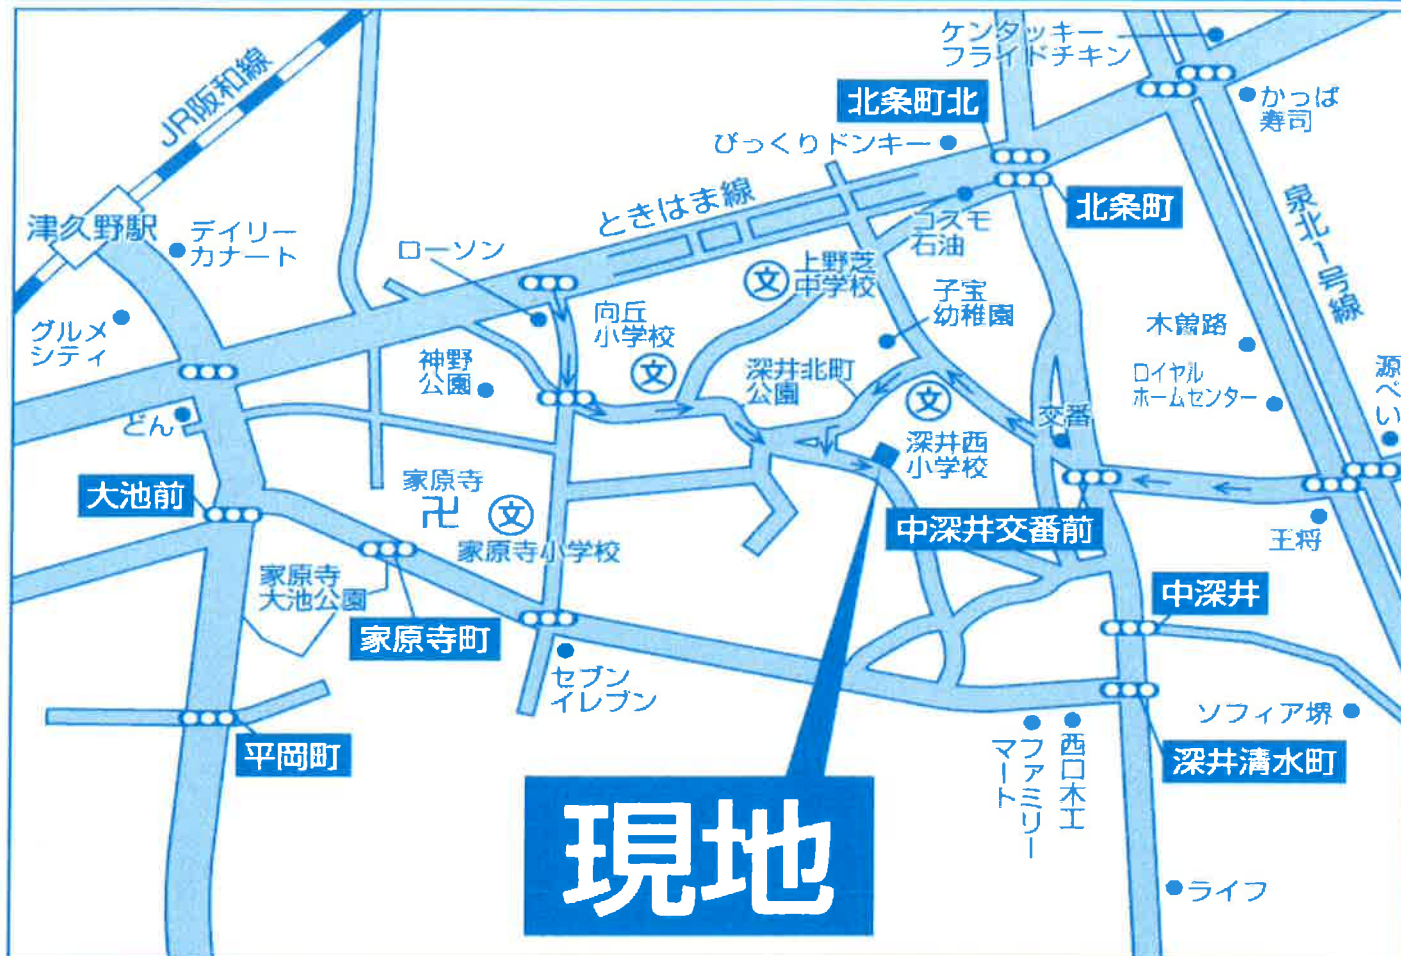 ケンタッキー
フライドチキン
JR阪和線
北条町北
かっぱ
寿司
びっくりドンキー
ときはま線
北条町
泉北1号線
津久野駅
デイリー
カナート
ローソン
コスモ
石油
上野芝
中学校
文
子宝
幼稚園
向丘
小学校
グルメ
シティ
木曽路
神野
公園
文
深井北町
公園
ロイヤル
ホームセンター
源ぺい
文
どん
交番
深井西
小学校
大池前
家原寺
卍
文
家原寺小学校
中深井交番前
王将
家原寺
大池公園
中深井
家原寺町
セブン
イレブン
ソフィア堺
平岡町
ファミリー
マート
西口木工
深井清水町
現地
ライフ